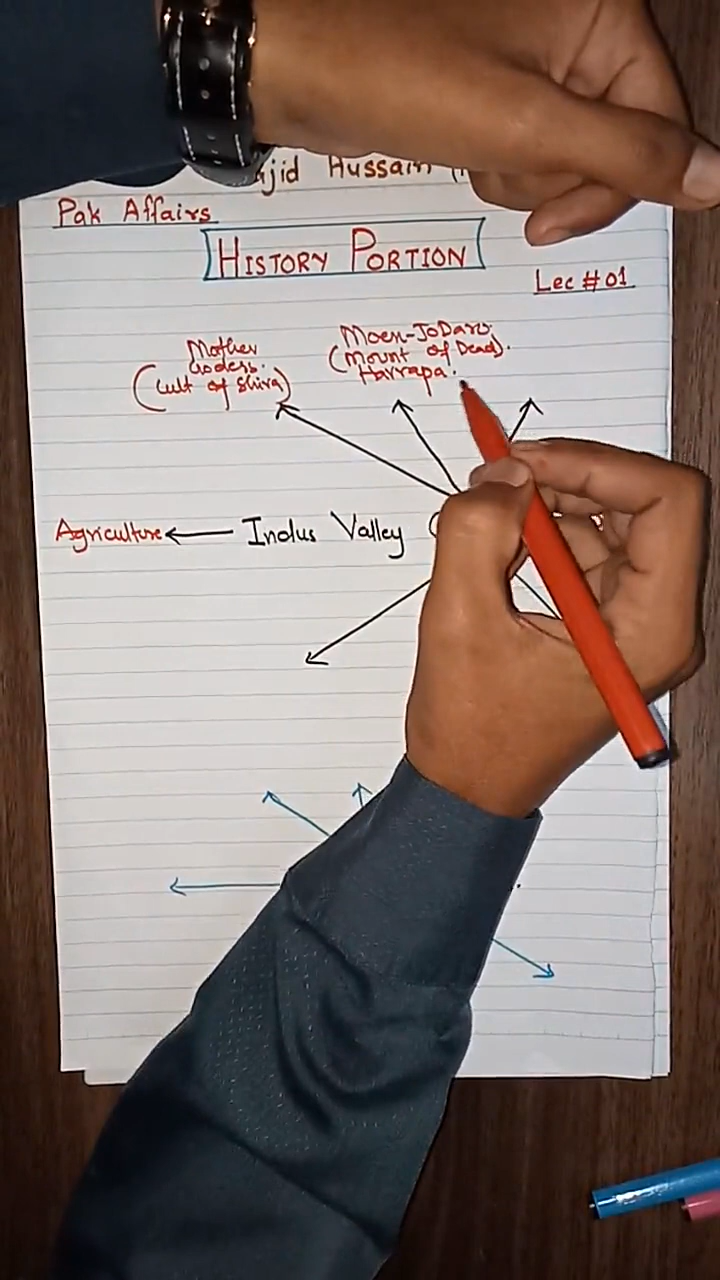 Hussain
Pak Affairs
HISTORY PORTION
Lec # 01
Mother
Godess.
(Cult of Shiva)
Moen-JoDaro.
(Mount of Dead).
Harrapa.
Agriculture
Indus Valley (